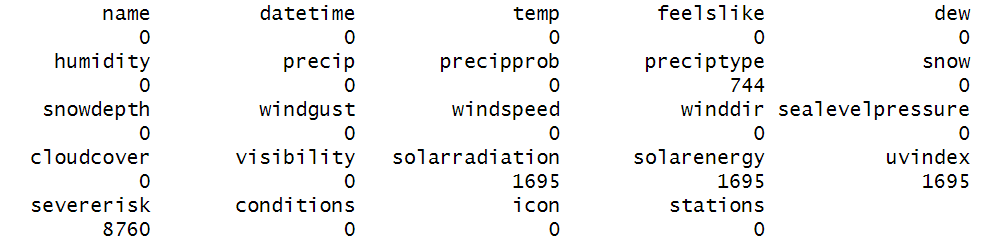 name datetime temp feelslike dew
0 0 0 0 0
humidity precip precipprob preciptype snow
0 0 0 744 0
snowdepth windgust windspeed winddir sealevelpressure
0 0 0 0 0
cloudcover visibility solarradiation solarenergy uvindex
0 0 1695 1695 1695
severerisk conditions icon stations
8760 0 0 0